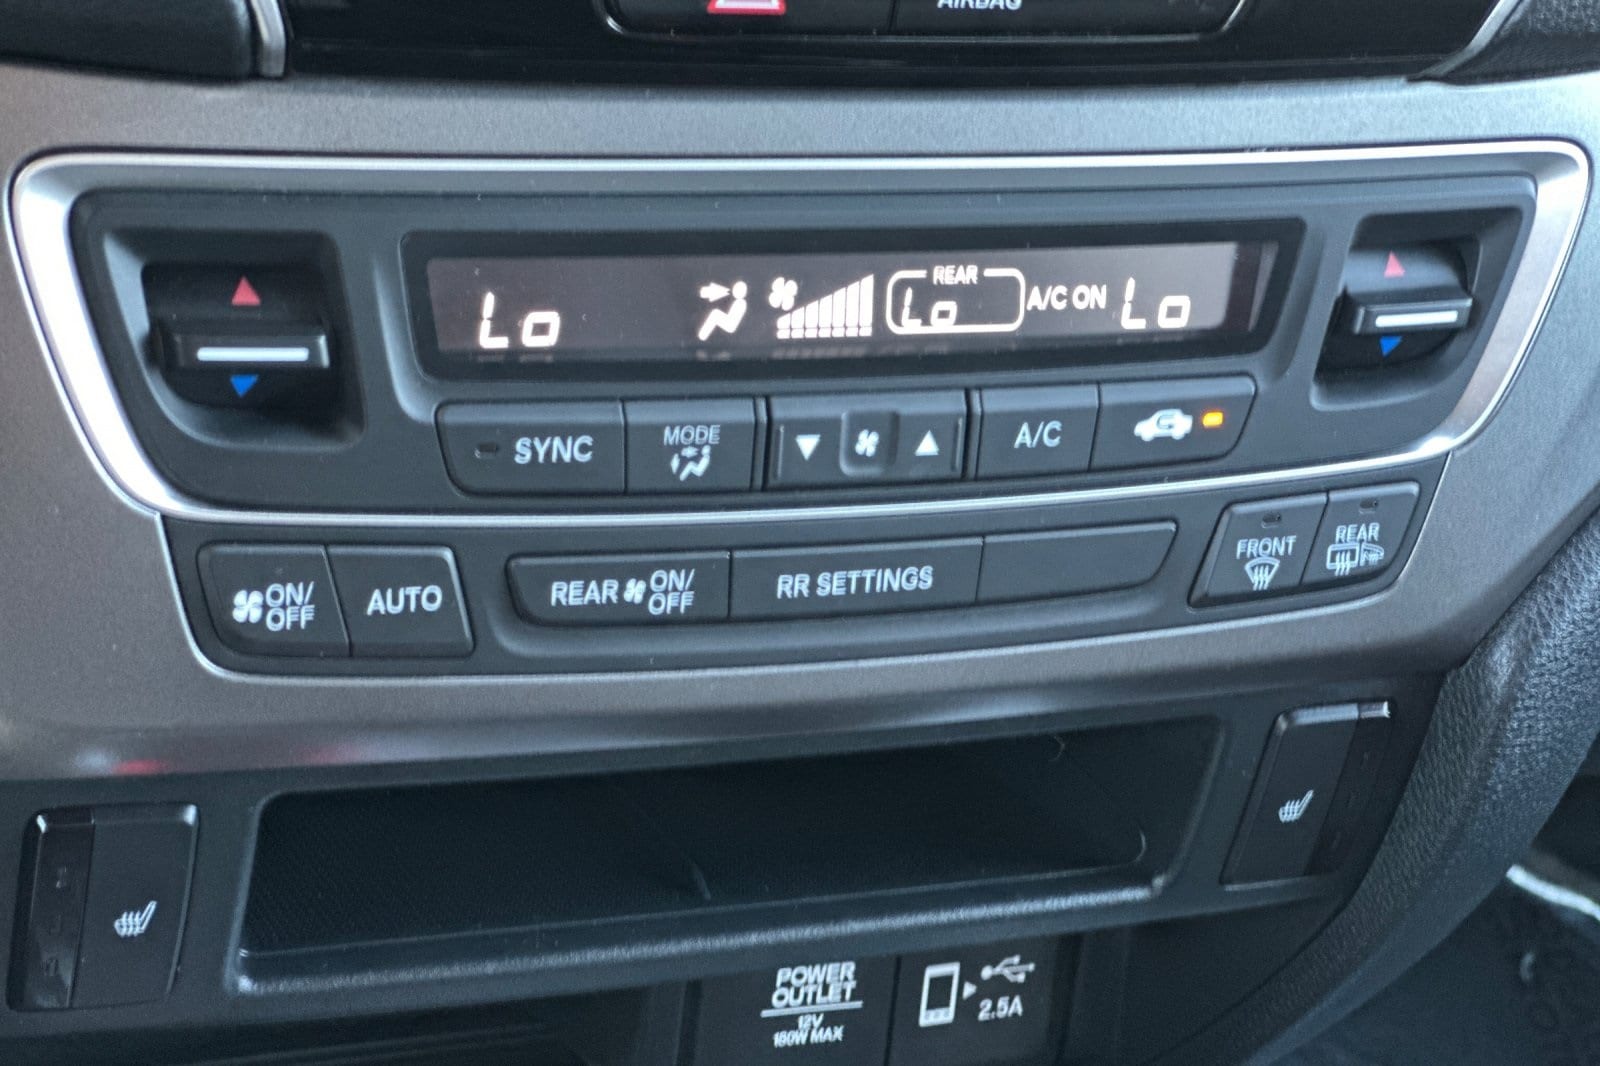 AIRBAG
REAR
Lo
Lo
A/C ON
Lo
SYNC
MODE
A/C
ON/
OFF
AUTO
REAR ON/
OFF
RR SETTINGS
FRONT
REAR
POWER
OUTLET
12V
180W MAX
2.5A